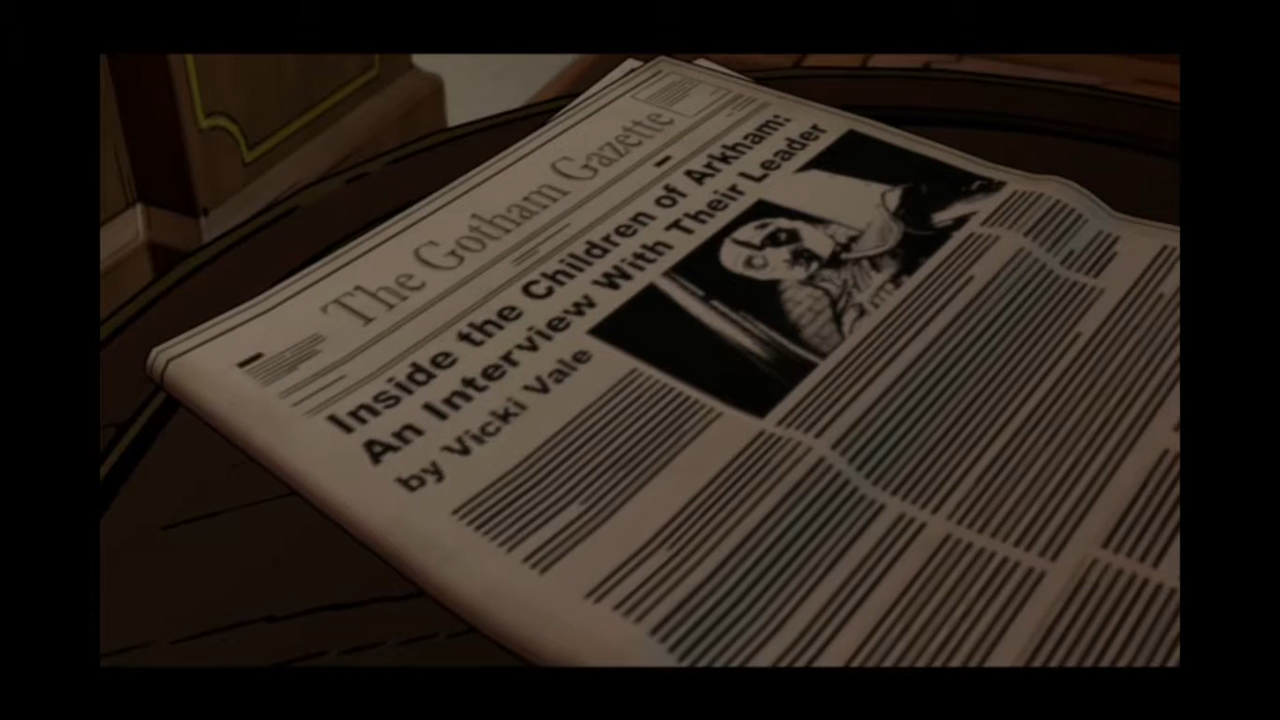 The Gotham Gazette
Inside the Children of Arkham:
An Interview With Their Leader
by Vicki Vale